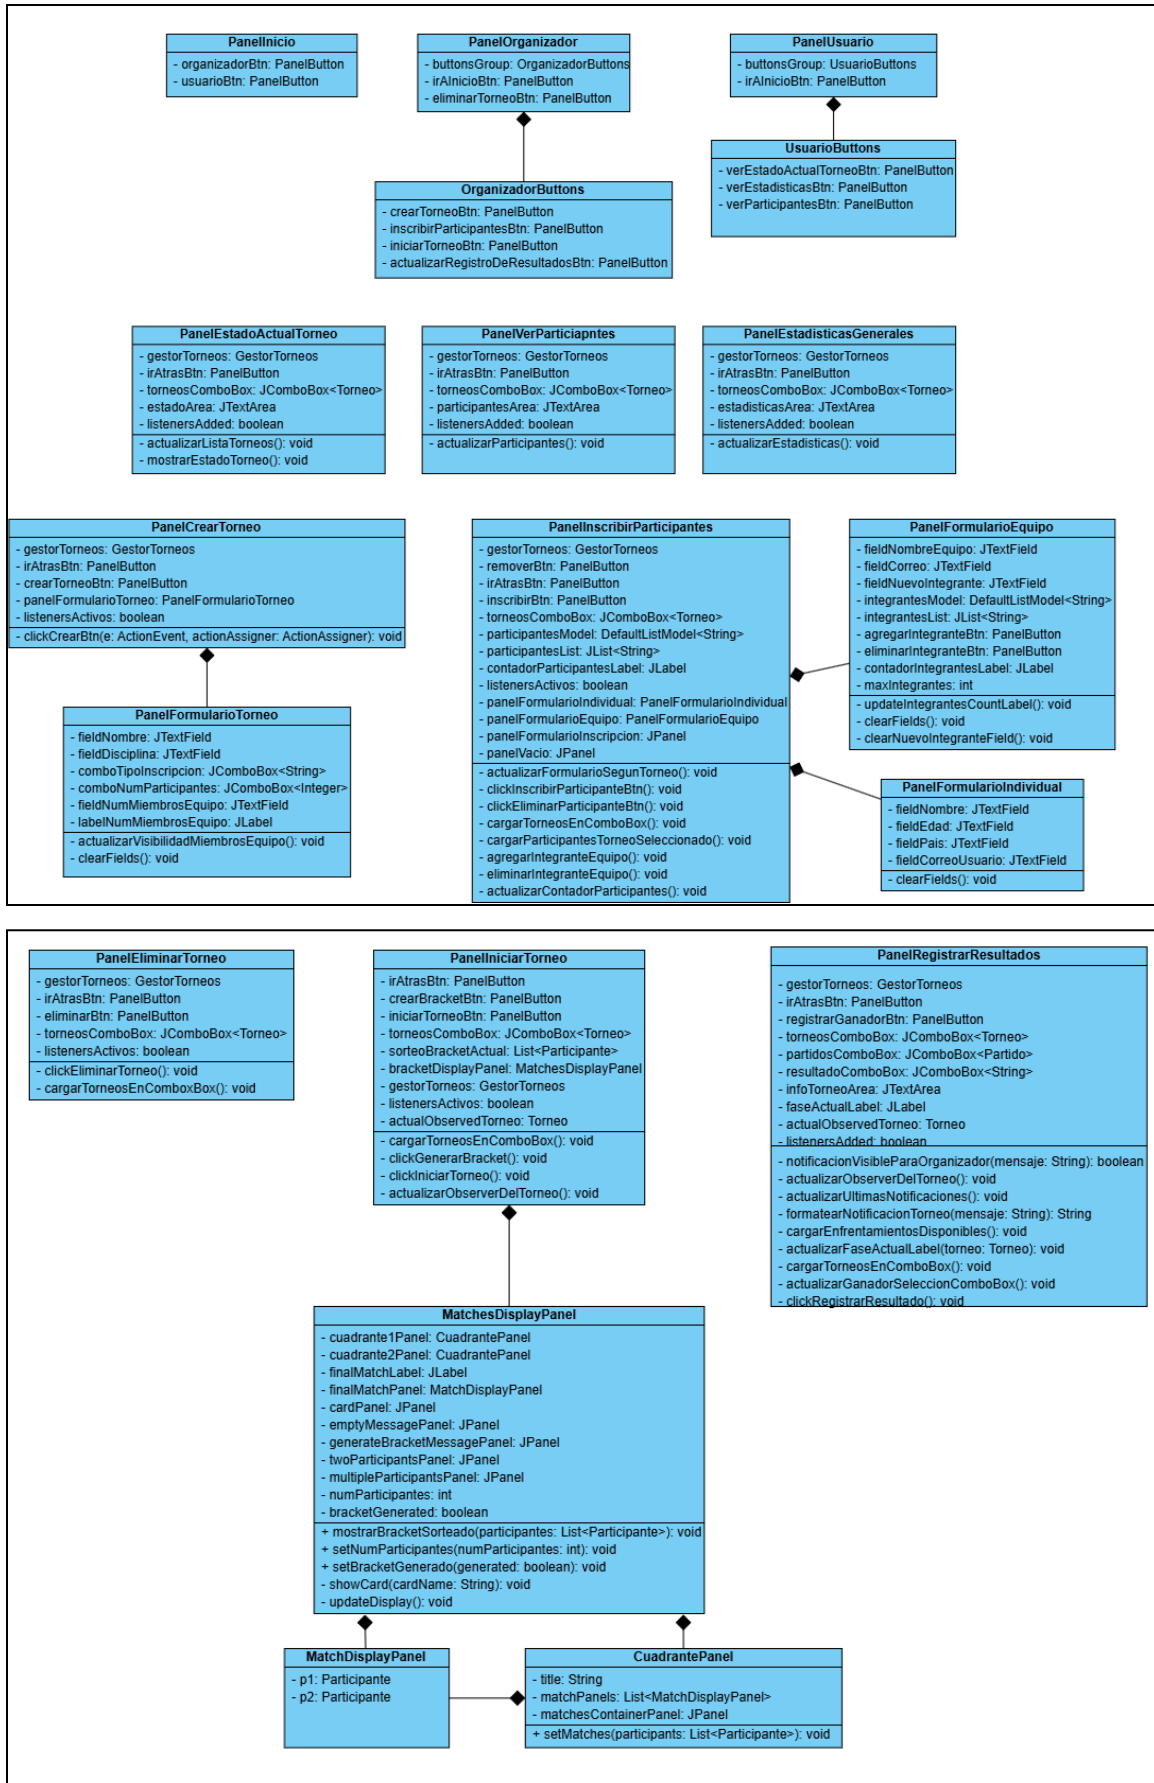 PanelInicio
- organizadorBtn: PanelButton
- usuarioBtn: PanelButton
PanelOrganizador
- buttonsGroup: OrganizadorButtons
- irAInicioBtn: PanelButton
- eliminarTorneoBtn: PanelButton
PanelUsuario
- buttonsGroup: UsuarioButtons
- irAInicioBtn: PanelButton
OrganizadorButtons
- crearTorneoBtn: PanelButton
- inscribirParticipantesBtn: PanelButton
- iniciarTorneoBtn: PanelButton
- actualizarRegistroDeResultadosBtn: PanelButton
UsuarioButtons
- verEstadoActualTorneoBtn: PanelButton
- verEstadisticasBtn: PanelButton
- verParticipantesBtn: PanelButton
PanelEstadoActualTorneo
- gestorTorneos: GestorTorneos
- irAtrasBtn: PanelButton
- torneosComboBox: JComboBox<Torneo>
- estadoArea: JTextArea
- listenersAdded: boolean
- actualizarListaTorneos(): void
- mostrarEstadoTorneo(): void
PanelVerParticiapntes
- gestorTorneos: GestorTorneos
- irAtrasBtn: PanelButton
- torneosComboBox: JComboBox<Torneo>
- participantesArea: JTextArea
- listenersAdded: boolean
- actualizarParticipantes(): void
PanelEstadisticasGenerales
- gestorTorneos: GestorTorneos
- irAtrasBtn: PanelButton
- torneosComboBox: JComboBox<Torneo>
- estadisticasArea: JTextArea
- listenersAdded: boolean
- actualizarEstadisticas(): void
PanelCrearTorneo
- gestorTorneos: GestorTorneos
- irAtrasBtn: PanelButton
- crearTorneoBtn: PanelButton
- panelFormularioTorneo: PanelFormularioTorneo
- listenersActivos: boolean
- clickCrearBtn(e: ActionEvent, actionAssigner: ActionAssigner): void
PanelFormularioTorneo
- fieldNombre: JTextField
- fieldDisciplina: JTextField
- comboTipoInscripcion: JComboBox<String>
- comboNumParticipantes: JComboBox<Integer>
- fieldNumMiembrosEquipo: JTextField
- labelNumMiembrosEquipo: JLabel
- actualizarVisibilidadMiembrosEquipo(): void
- clearFields(): void
PanelInscribirParticipantes
- gestorTorneos: GestorTorneos
- removerBtn: PanelButton
- irAtrasBtn: PanelButton
- inscribirBtn: PanelButton
- torneosComboBox: JComboBox<Torneo>
- participantesModel: DefaultListModel<String>
- participantesList: JList<String>
- contadorParticipantesLabel: JLabel
- listenersActivos: boolean
- panelFormularioIndividual: PanelFormularioIndividual
- panelFormularioEquipo: PanelFormularioEquipo
- panelFormularioInscripcion: JPanel
- panelVacio: JPanel
- actualizarFormularioSegunTorneo(): void
- clickInscribirParticipanteBtn(): void
- clickEliminarParticipanteBtn(): void
- cargarTorneosEnComboBox(): void
- cargarParticipantesTorneoSeleccionado(): void
- agregarIntegranteEquipo(): void
- eliminarIntegranteEquipo(): void
- actualizarContadorParticipantes(): void
PanelFormularioEquipo
- fieldNombreEquipo: JTextField
- fieldCorreo: JTextField
- fieldNuevoIntegrante: JTextField
- integrantesModel: DefaultListModel<String>
- integrantesList: JList<String>
- agregarIntegranteBtn: PanelButton
- eliminarIntegranteBtn: PanelButton
- contadorIntegrantesLabel: JLabel
- maxIntegrantes: int
- updateIntegrantesCountLabel(): void
- clearFields(): void
- clearNuevoIntegranteField(): void
PanelFormularioIndividual
- fieldNombre: JTextField
- fieldEdad: JTextField
- fieldPais: JTextField
- fieldCorreoUsuario: JTextField
- clearFields(): void
PanelEliminarTorneo
- gestorTorneos: GestorTorneos
- irAtrasBtn: PanelButton
- eliminarBtn: PanelButton
- torneosComboBox: JComboBox<Torneo>
- listenersActivos: boolean
- clickEliminarTorneo(): void
- cargarTorneosEnComboxBox(): void
PanelIniciarTorneo
- irAtrasBtn: PanelButton
- crearBracketBtn: PanelButton
- iniciarTorneoBtn: PanelButton
- torneosComboBox: JComboBox<Torneo>
- sorteoBracketActual: List<Participante>
- bracketDisplayPanel: MatchesDisplayPanel
- gestorTorneos: GestorTorneos
- listenersActivos: boolean
- actualObservedTorneo: Torneo
- cargarTorneosEnComboBox(): void
- clickGenerarBracket(): void
- clickIniciarTorneo(): void
- actualizarObserverDelTorneo(): void
PanelRegistrarResultados
- gestorTorneos: GestorTorneos
- irAtrasBtn: PanelButton
- registrarGanadorBtn: PanelButton
- torneosComboBox: JComboBox<Torneo>
- partidosComboBox: JComboBox<Partido>
- resultadoComboBox: JComboBox<String>
- infoTorneoArea: JTextArea
- faseActualLabel: JLabel
- actualObservedTorneo: Torneo
- listenersAdded: boolean
- notificacionVisibleParaOrganizador(mensaje: String): boolean
- actualizarObserverDelTorneo(): void
- actualizarUltimasNotificaciones(): void
- formatearNotificacionTorneo(mensaje: String): String
- cargarEnfrentamientosDisponibles(): void
- actualizarFaseActualLabel(torneo: Torneo): void
- cargarTorneosEnComboBox(): void
- actualizarGanadorSeleccionComboBox(): void
- clickRegistrarResultado(): void
MatchesDisplayPanel
- cuadrante1Panel: CuadrantePanel
- cuadrante2Panel: CuadrantePanel
- finalMatchLabel: JLabel
- finalMatchPanel: MatchDisplayPanel
- cardPanel: JPanel
- emptyMessagePanel: JPanel
- generateBracketMessagePanel: JPanel
- twoParticipantsPanel: JPanel
- multipleParticipantsPanel: JPanel
- numParticipantes: int
- bracketGenerated: boolean
+ mostrarBracketSorteado(participantes: List<Participante>): void
+ setNumParticipantes(numParticipantes: int): void
+ setBracketGenerado(generated: boolean): void
- showCard(cardName: String): void
- updateDisplay(): void
MatchDisplayPanel
- p1: Participante
- p2: Participante
CuadrantePanel
- title: String
- matchPanels: List<MatchDisplayPanel>
- matchesContainerPanel: JPanel
+ setMatches(participants: List<Participante>): void